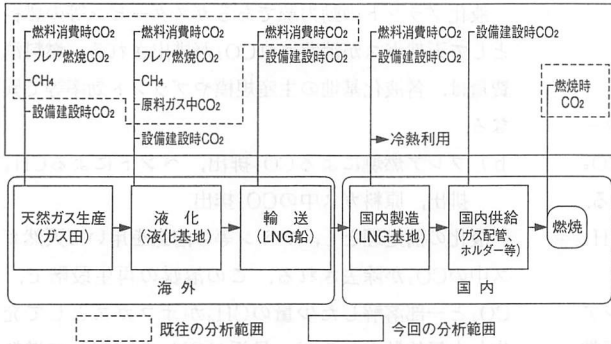 燃料消費時CO₂
フレア燃焼CO₂
CH4
設備建設時CO₂
燃料消費時CO₂
フレア燃焼CO₂
CH4
原料ガス中CO₂
設備建設時CO₂
燃料消費時CO₂
設備建設時CO₂
燃料消費時CO₂
設備建設時CO₂
冷熱利用
設備建設時CO₂
燃焼時
CO₂
天然ガス生産
(ガス田)
液化
(液化基地)
輸送
(LNG船)
国内製造
(LNG基地)
国内供給
(ガス配管、
ホルダー等)
燃焼
海外
国内
既往の分析範囲
今回の分析範囲